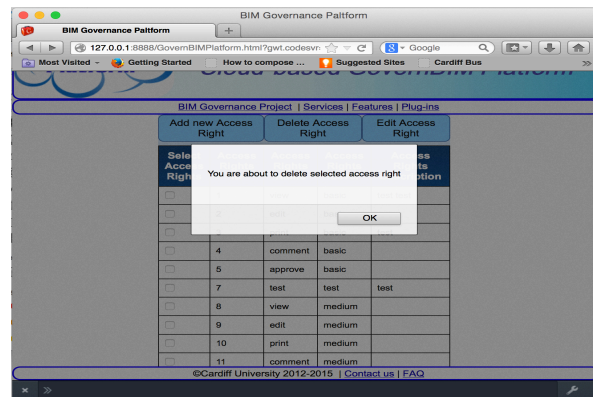 BIM Governance Paltform
BIM Governance Paltform
127.0.0.1:8888/GovernBIMPlatform.html?gwt.codesvr
Google
Most Visited
Getting Started
How to compose ...
Suggested Sites
Cardiff Bus
BIM Governance Project | Services | Features | Plug-ins
Add new Access Right
Delete Access Right
Edit Access Right
You are about to delete selected access right
OK
4 comment basic
5 approve basic
7 test test test
8 view medium
9 edit medium
10 print medium
11 comment medium
©Cardiff University 2012-2015 | Contact us | FAQ